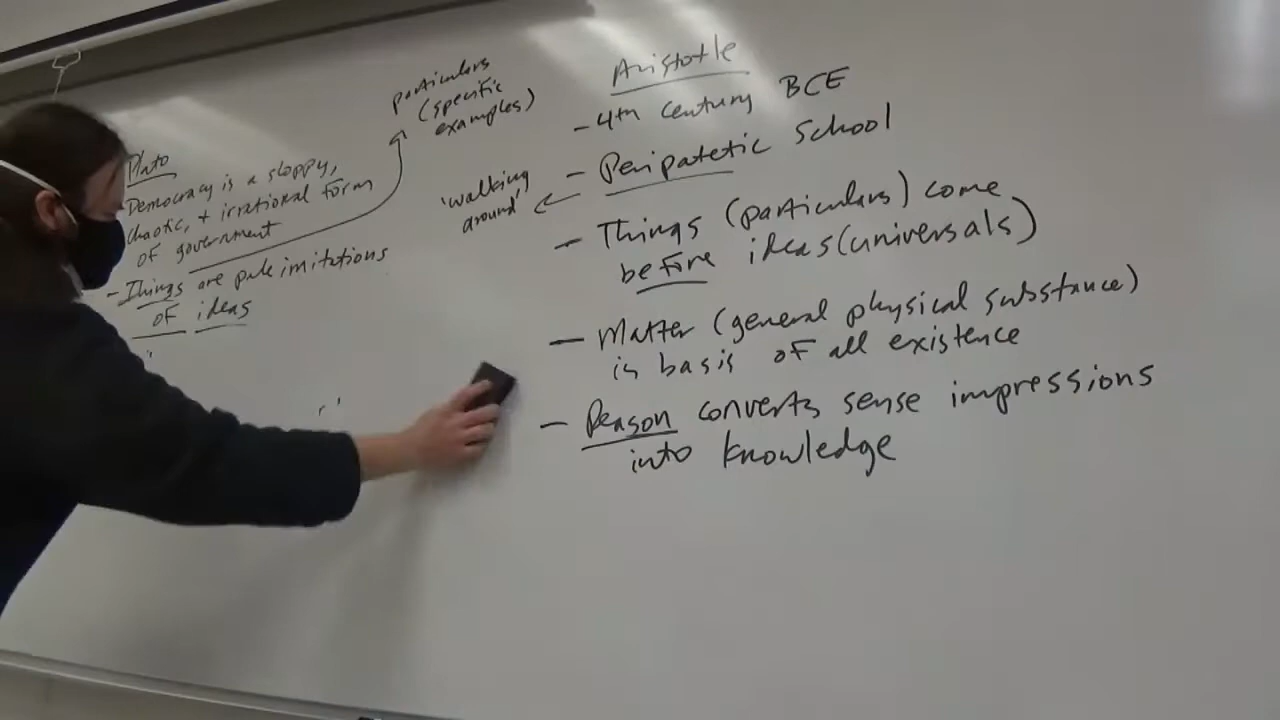 Plato
Democracy is a sloppy,
chaotic, + irrational form
of government
- Things are pale imitations
of ideas
particulars
(specific
examples)
Aristotle
- 4th century BCE
- Peripatetic School
'walking
around'
- Things (particulars) come
before ideas (universals)
- Matter (general physical substance)
is basis of all existence
- Reason converts sense impressions
into knowledge